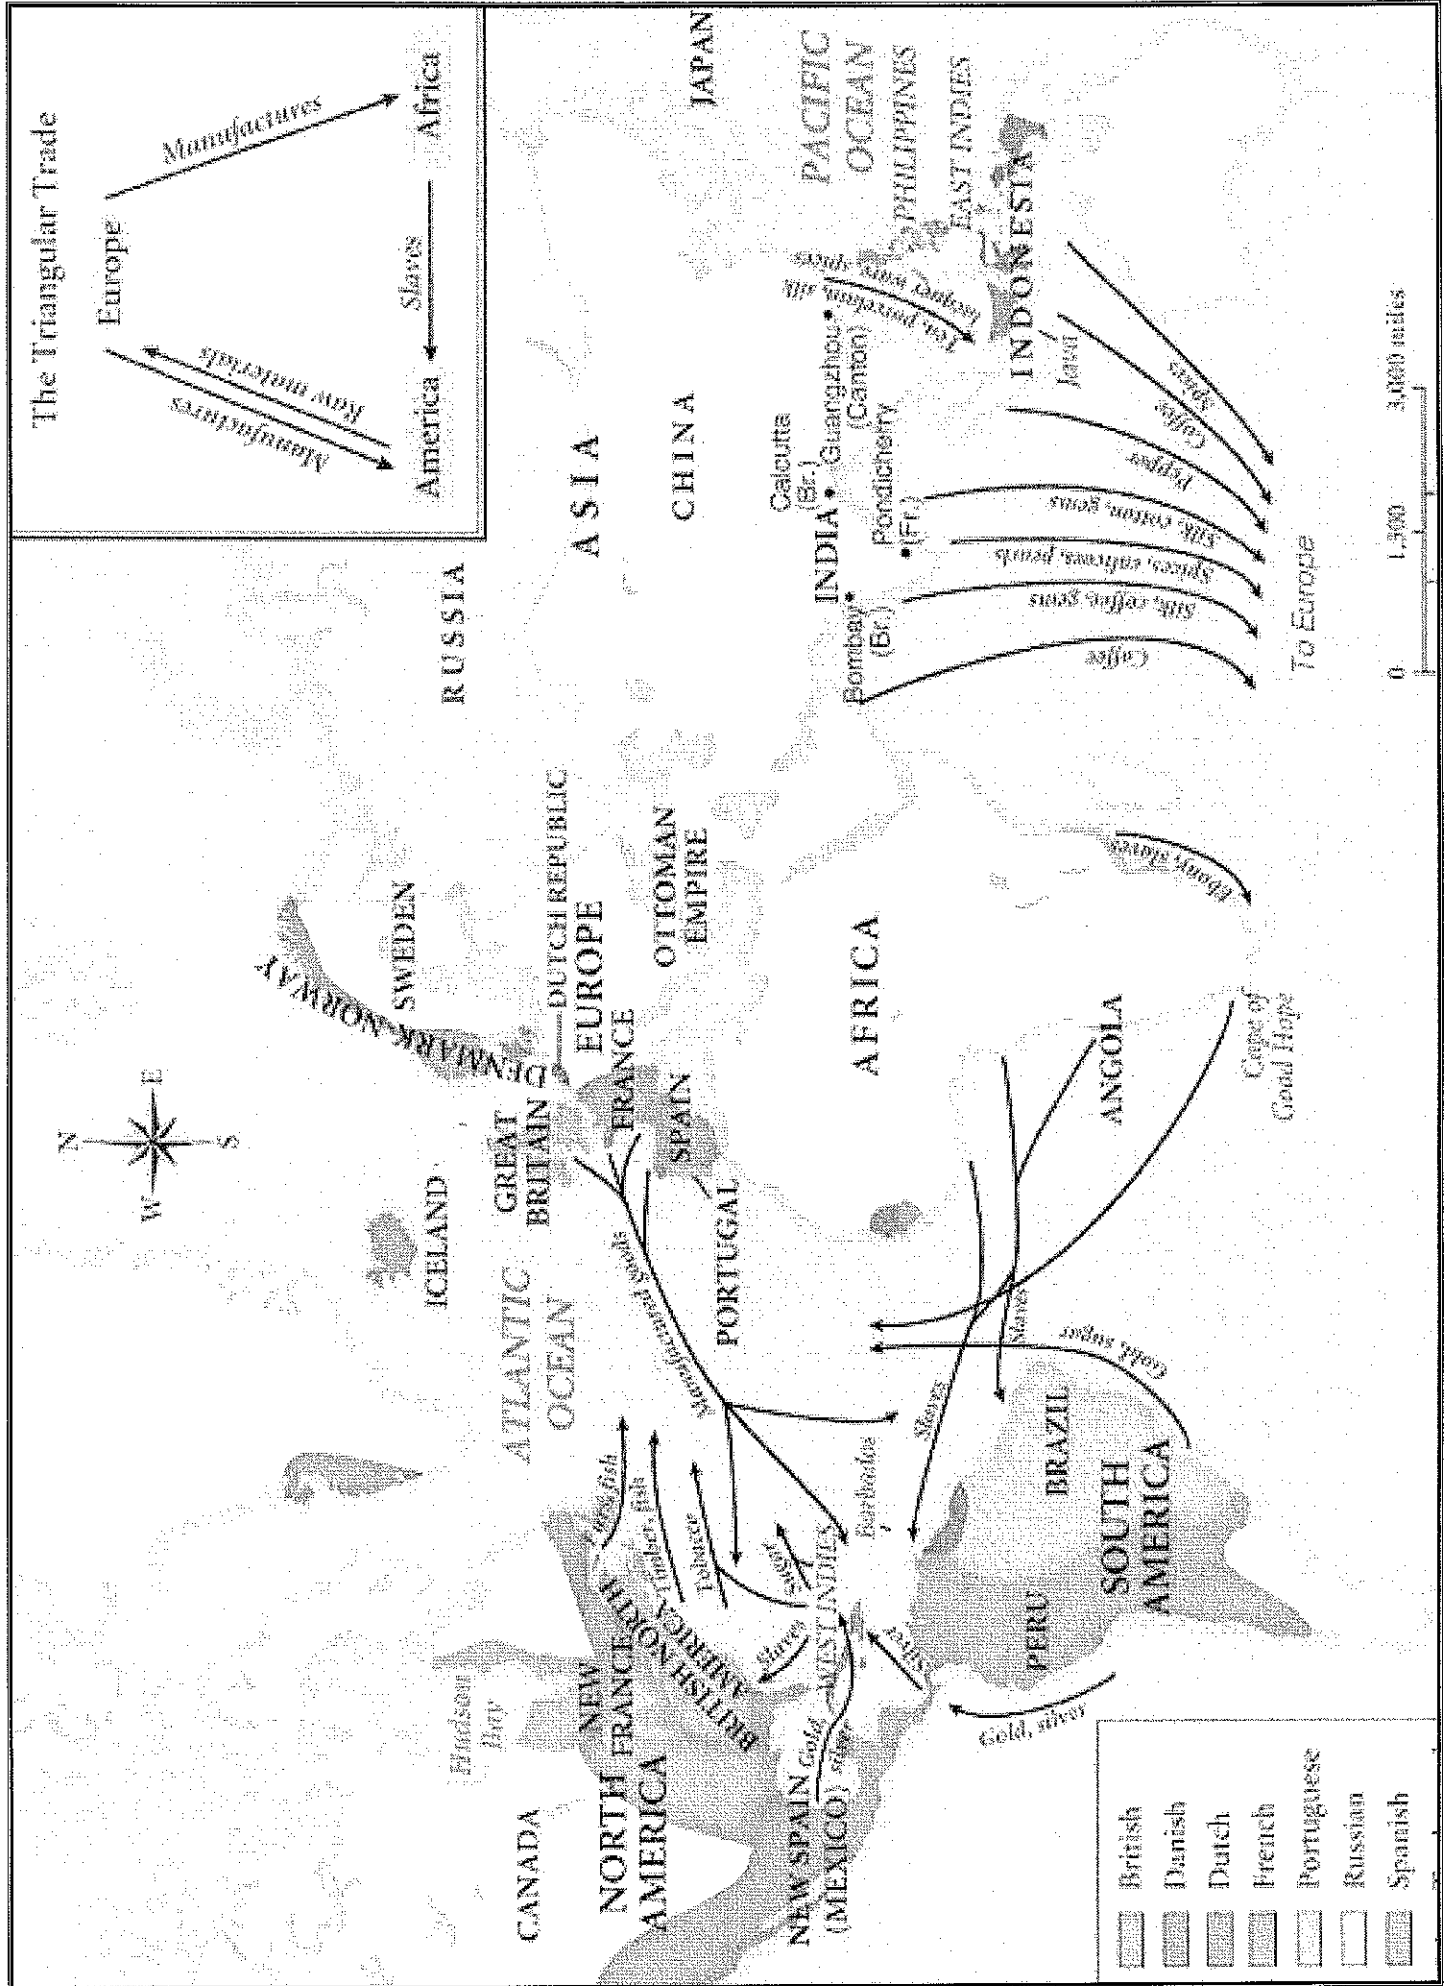 The Triangular Trade
Europe
Manufactures
Raw materials
Manufactures
America
Slaves
Africa
N
W
E
S
ICELAND
DENMARK-NORWAY
SWEDEN
RUSSIA
GREAT
BRITAIN
DUTCH REPUBLIC
EUROPE
FRANCE
SPAIN
PORTUGAL
OTTOMAN
EMPIRE
ASIA
CHINA
JAPAN
PACIFIC
OCEAN
PHILIPPINES
EAST INDIES
INDONESIA
Java
Calcutta
(Br.)
INDIA
Guangzhou
(Canton)
Pondicherry
(Fr.)
Bombay
(Br.)
Tea, porcelain, silk
lacquer ware, spices
Coffee
Silk, coffee, gems
Spices, calicoes, pearls
Silk, cotton, gems
Pepper
Coffee
Spices
To Europe
0
1,500
3,000 miles
ATLANTIC
OCEAN
Hudson
Bay
CANADA
NEW
FRANCE
NORTH
AMERICA
BRITISH NORTH
AMERICA
Furs, fish
Timber, fish
Tobacco
Manufactured goods
Sugar
Slaves
WEST INDIES
Barbados
NEW SPAIN
(MEXICO)
Gold
silver
Silver
Slaves
Slaves
AFRICA
ANGOLA
Ebony, slaves
Cape of
Good Hope
BRAZIL
SOUTH
AMERICA
PERU
Gold, sugar
Gold, silver
British
Danish
Dutch
French
Portuguese
Russian
Spanish